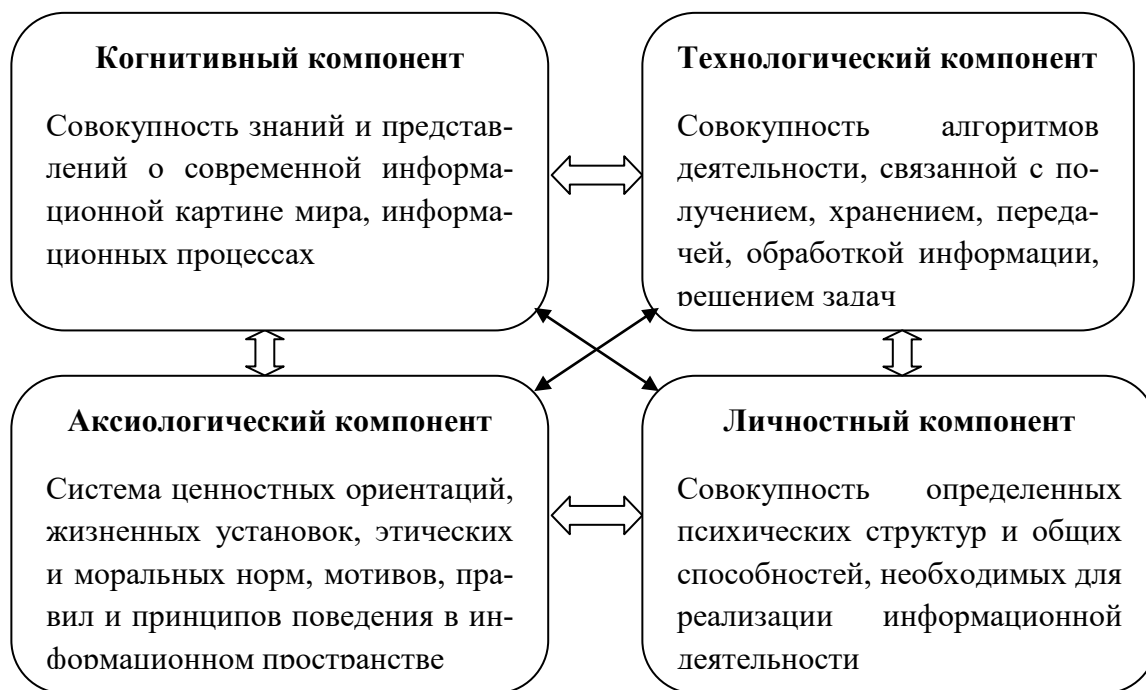 Когнитивный компонент
Совокупность знаний и представ-
лений о современной информа-
ционной картине мира, информа-
ционных процессах
Технологический компонент
Совокупность алгоритмов
деятельности, связанной с по-
лучением, хранением, переда-
чей, обработкой информации,
решением задач
Аксиологический компонент
Система ценностных ориентаций,
жизненных установок, этических
и моральных норм, мотивов, пра-
вил и принципов поведения в ин-
формационном пространстве
Личностный компонент
Совокупность определенных
психических структур и общих
способностей, необходимых для
реализации информационной
деятельности